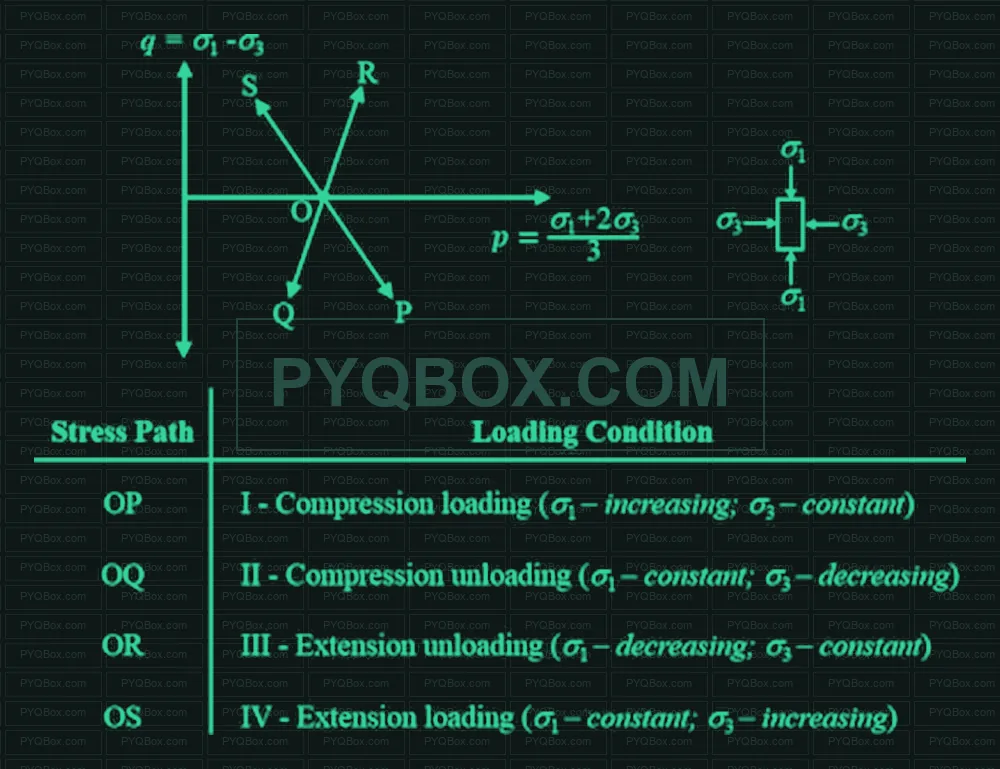 q = σ₁ -σ₃
S
R
O
p = (σ₁+2σ₃)/3
Q
P
σ₁
σ₃
σ₃
σ₁
PYQBOX.COM
Stress Path Loading Condition
OP I - Compression loading (σ₁ – increasing; σ₃ – constant)
OQ II - Compression unloading (σ₁ – constant; σ₃ – decreasing)
OR III - Extension unloading (σ₁ – decreasing; σ₃ – constant)
OS IV - Extension loading (σ₁ – constant; σ₃ – increasing)
PYQBox.com